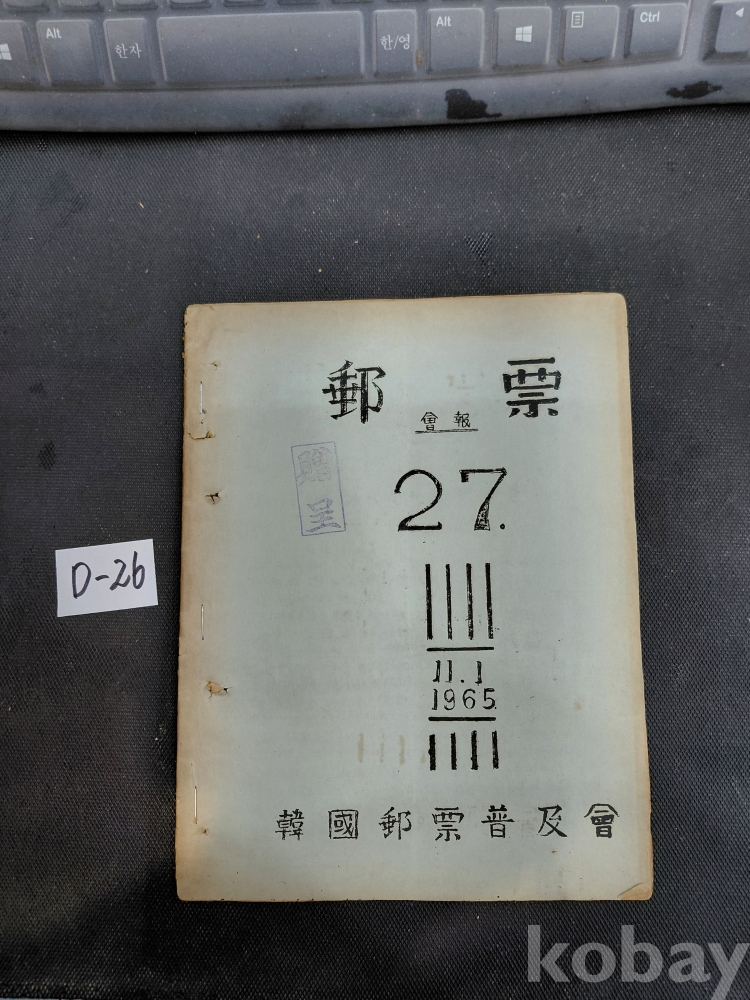 Alt
한자
한/영
Alt
Ctrl
郵 票
會報
贈呈
27.
D-26
11.1
1965
韓國郵票普及會
kobay